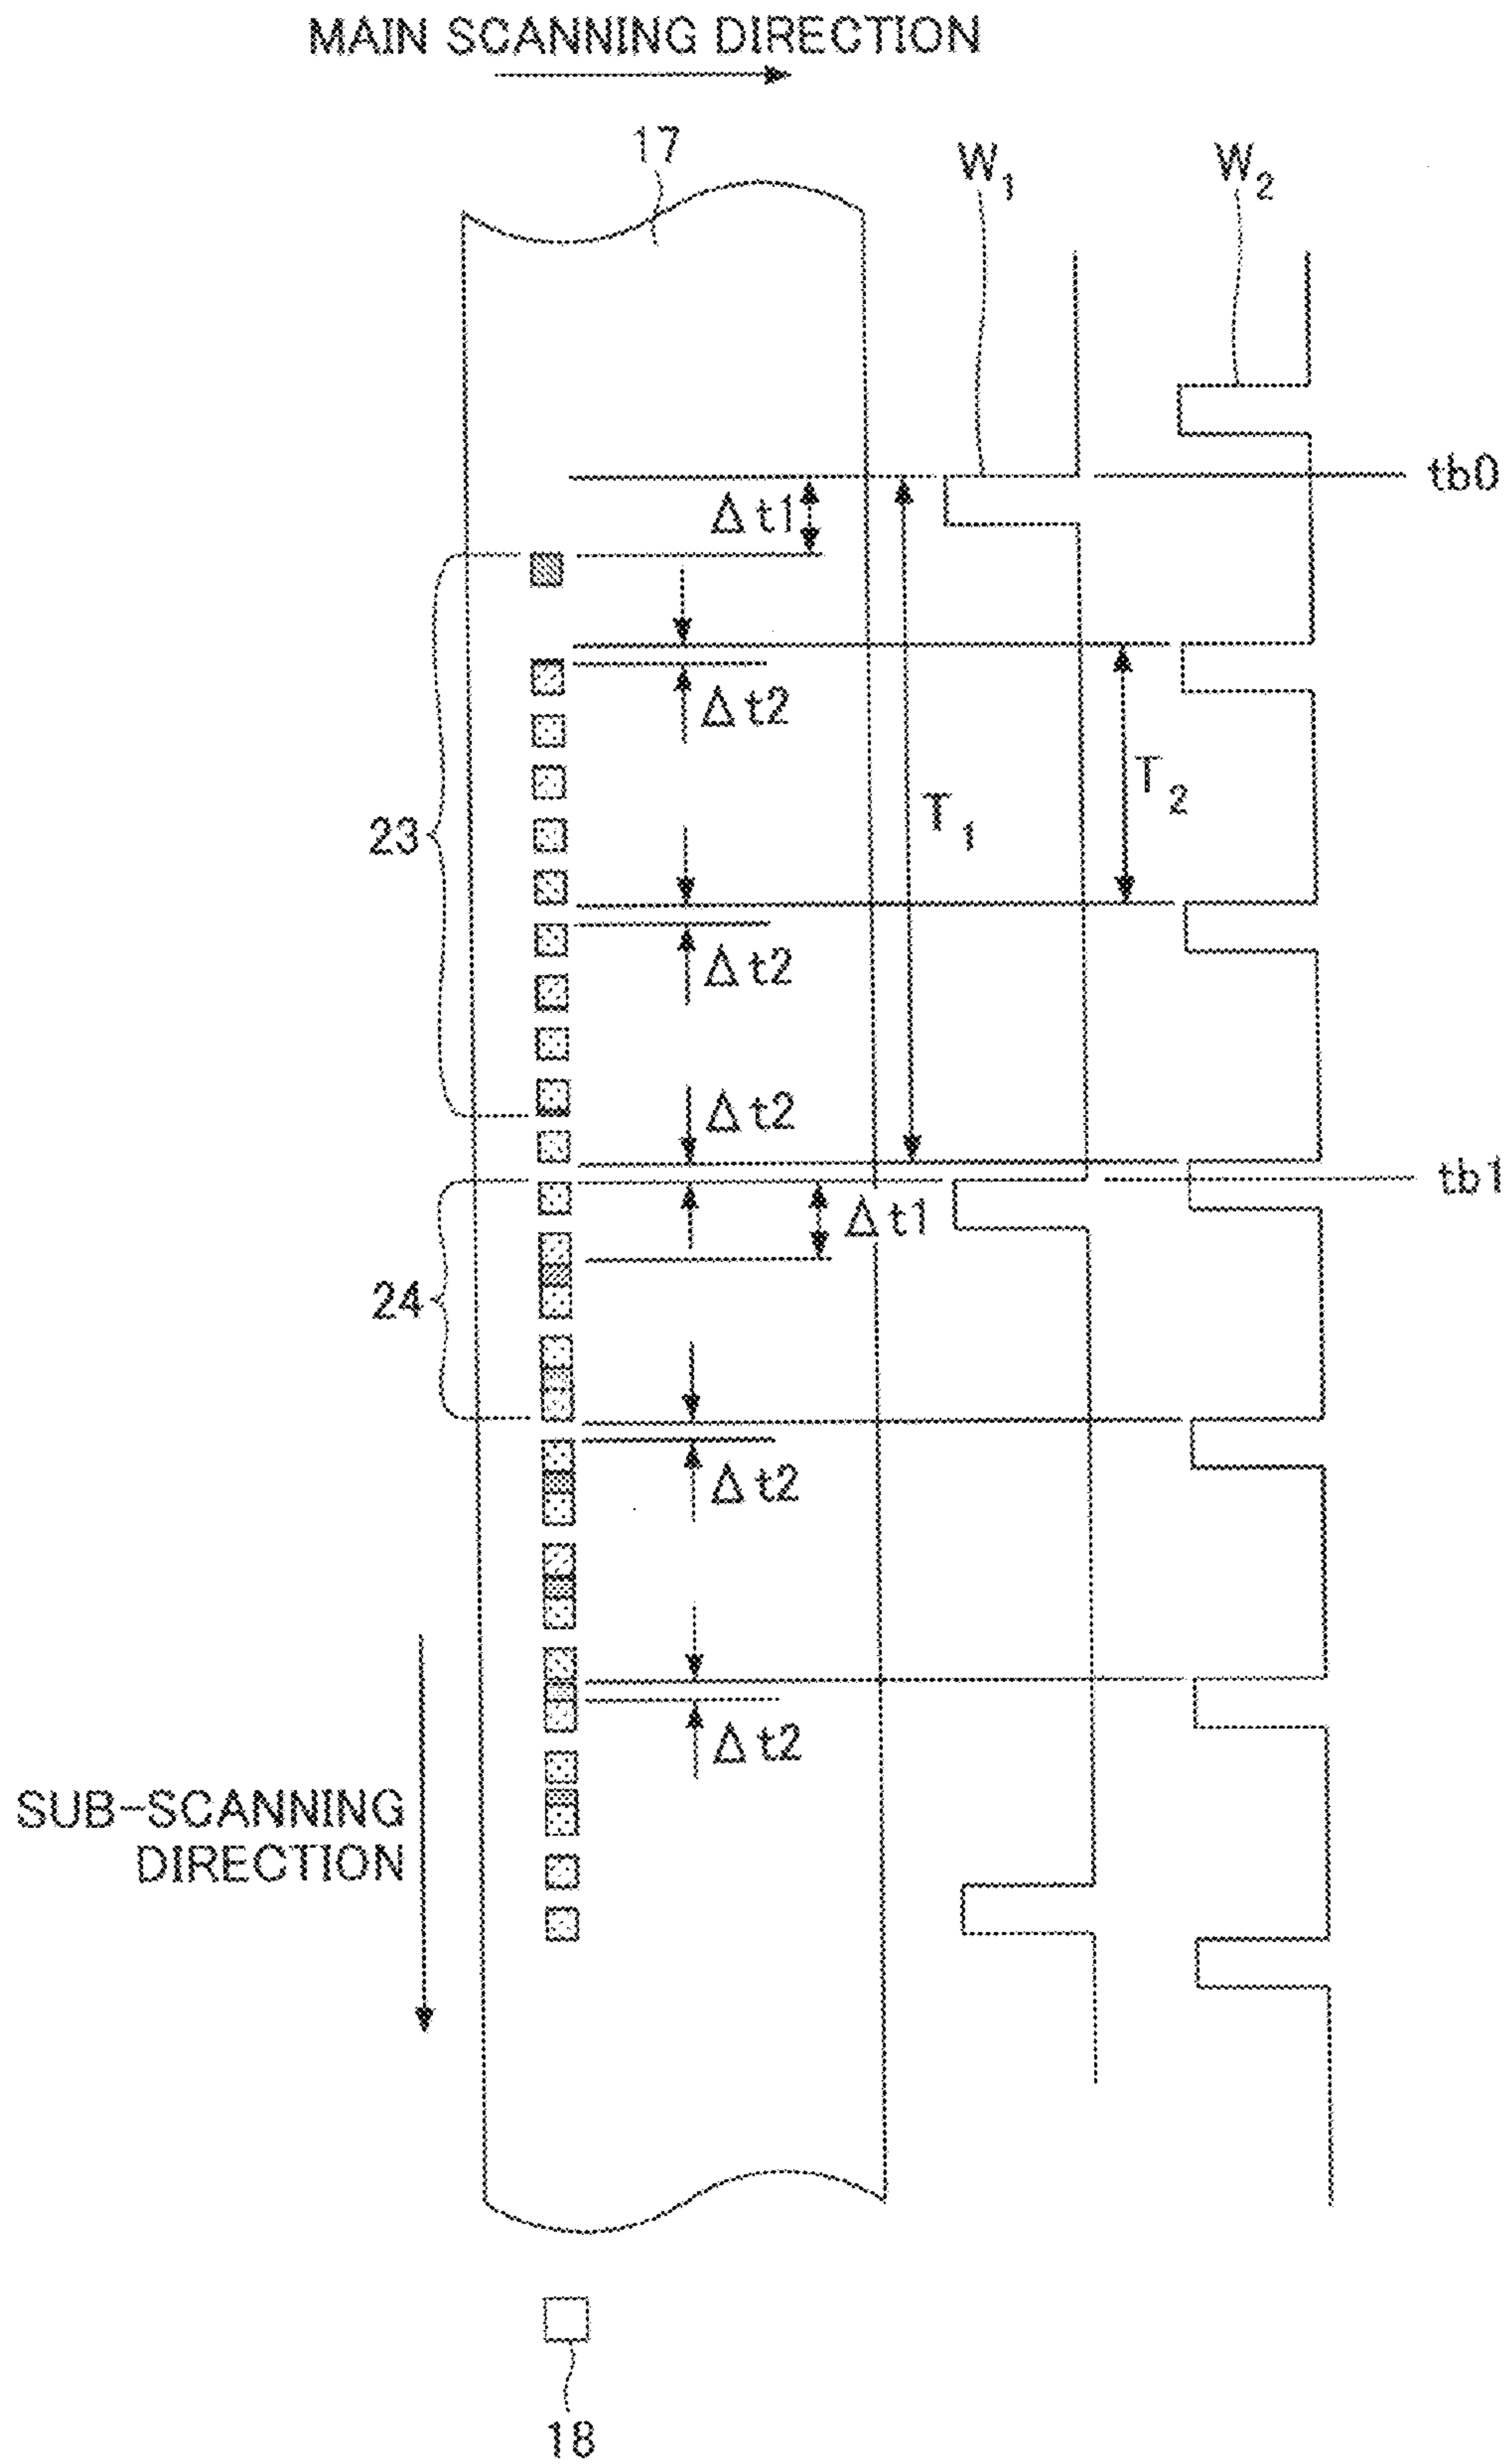 MAIN SCANNING DIRECTION
17
W1
W2
tb0
Δt1
Δt2
T2
T1
23
Δt2
Δt2
tb1
Δt1
24
Δt2
Δt2
SUB-SCANNING
DIRECTION
18